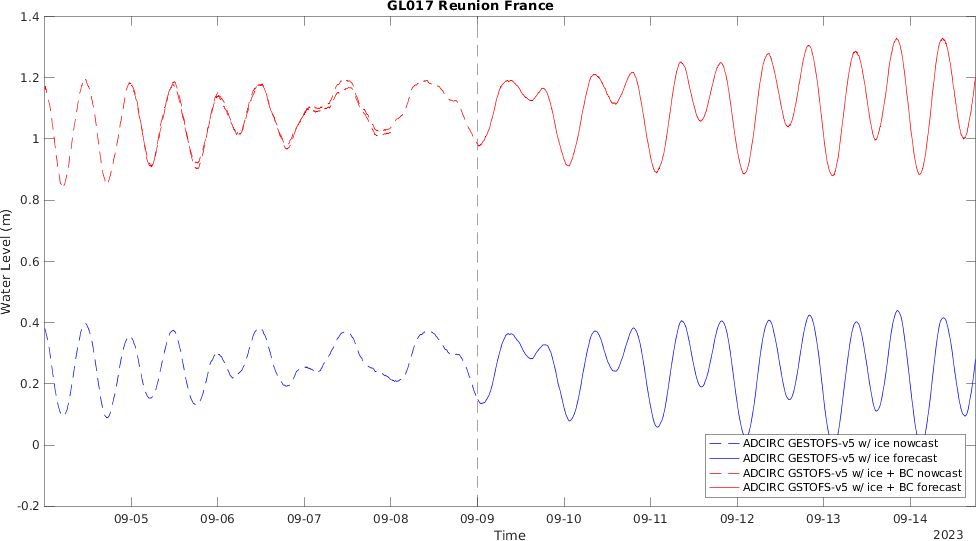 GL017 Reunion France
1.4
1.2
1
0.8
0.6
0.4
0.2
0
-0.2
Water Level (m)
ADCIRC GESTOFS-v5 w/ ice nowcast
ADCIRC GESTOFS-v5 w/ ice forecast
ADCIRC GSTOFS-v5 w/ ice + BC nowcast
ADCIRC GSTOFS-v5 w/ ice + BC forecast
09-05 09-06 09-07 09-08 09-09 09-10 09-11 09-12 09-13 09-14
Time
2023